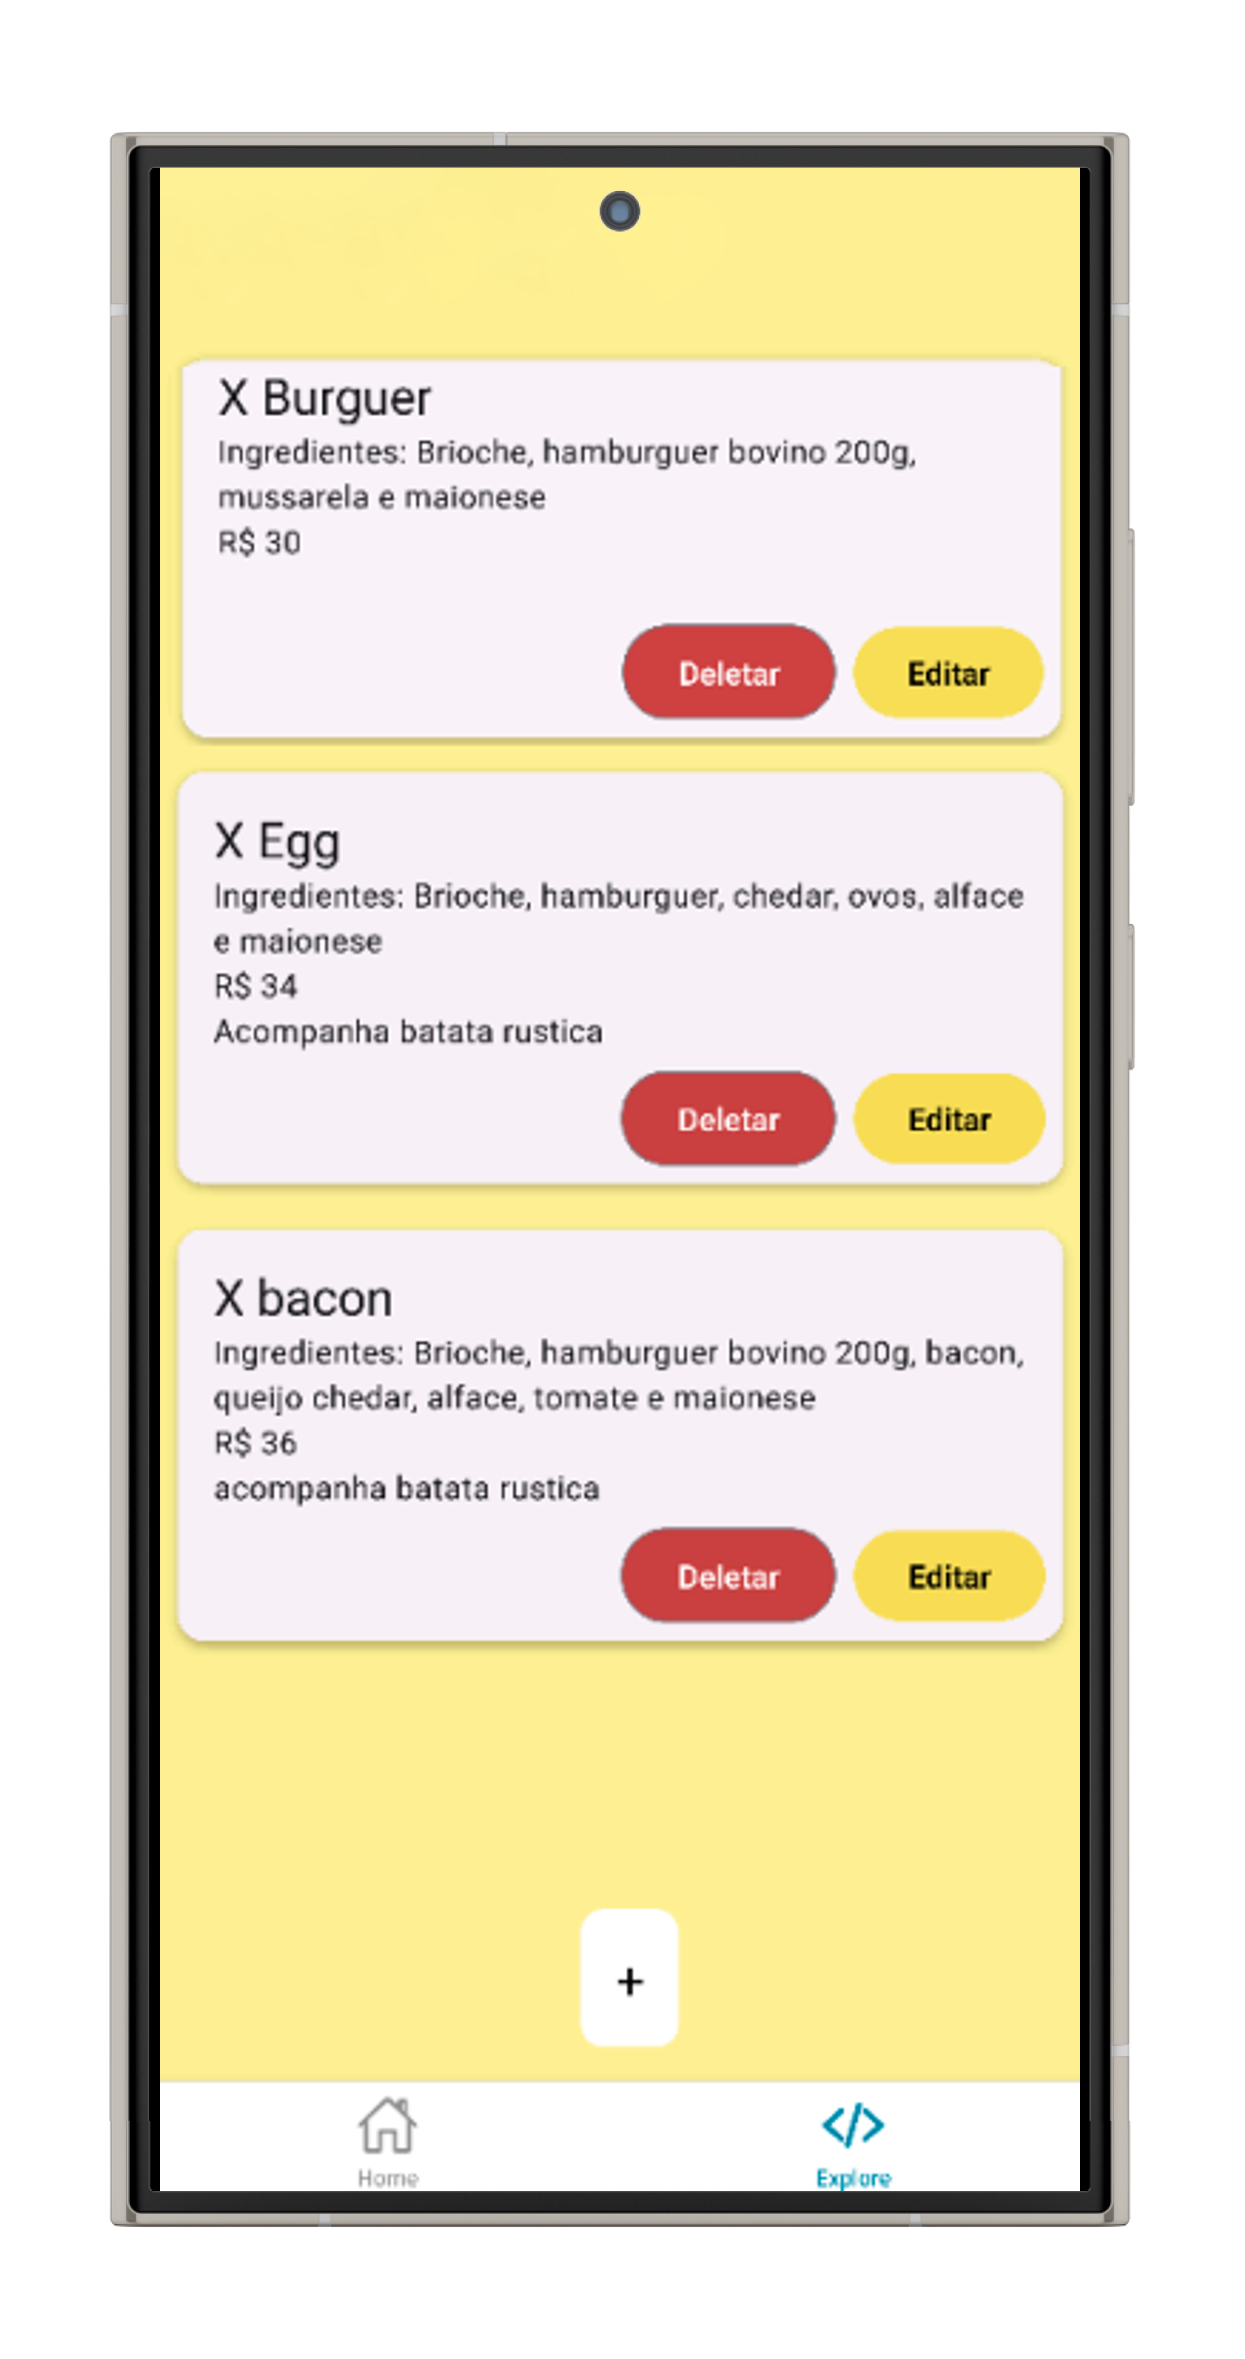 X Burguer
Ingredientes: Brioche, hamburguer bovino 200g,
mussarela e maionese
R$ 30
Deletar Editar
X Egg
Ingredientes: Brioche, hamburguer, chedar, ovos, alface
e maionese
R$ 34
Acompanha batata rustica
Deletar Editar
X bacon
Ingredientes: Brioche, hamburguer bovino 200g, bacon,
queijo chedar, alface, tomate e maionese
R$ 36
acompanha batata rustica
Deletar Editar
+
Home Explore